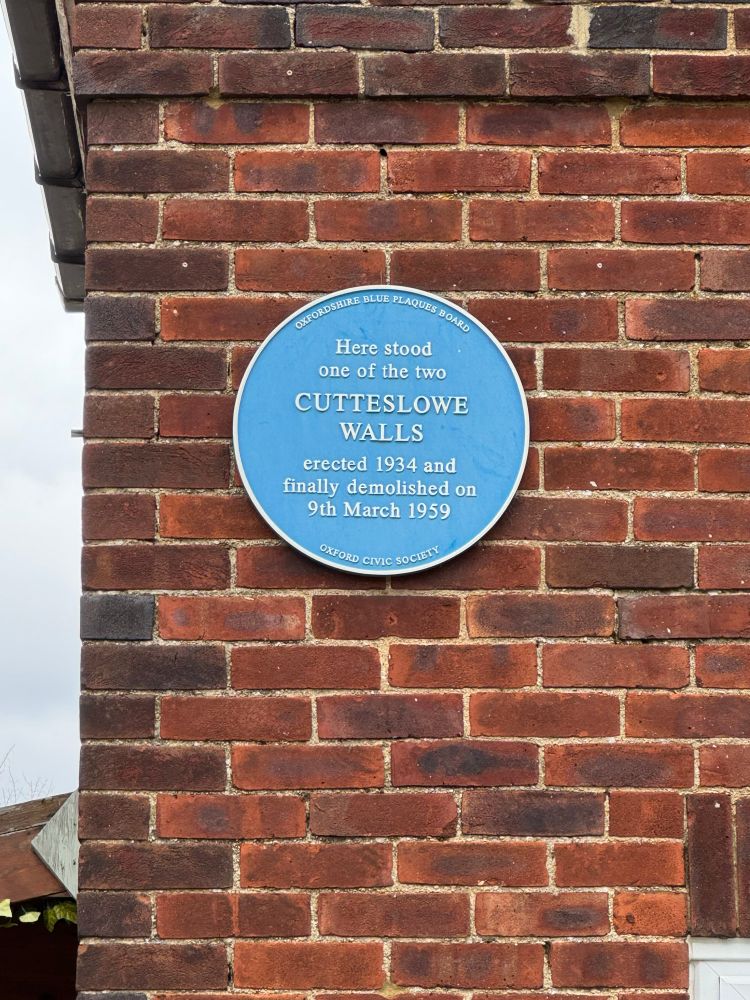 OXFORDSHIRE BLUE PLAQUES BOARD
Here stood
one of the two
CUTTESLOWE
WALLS
erected 1934 and
finally demolished on
9th March 1959
OXFORD CIVIC SOCIETY